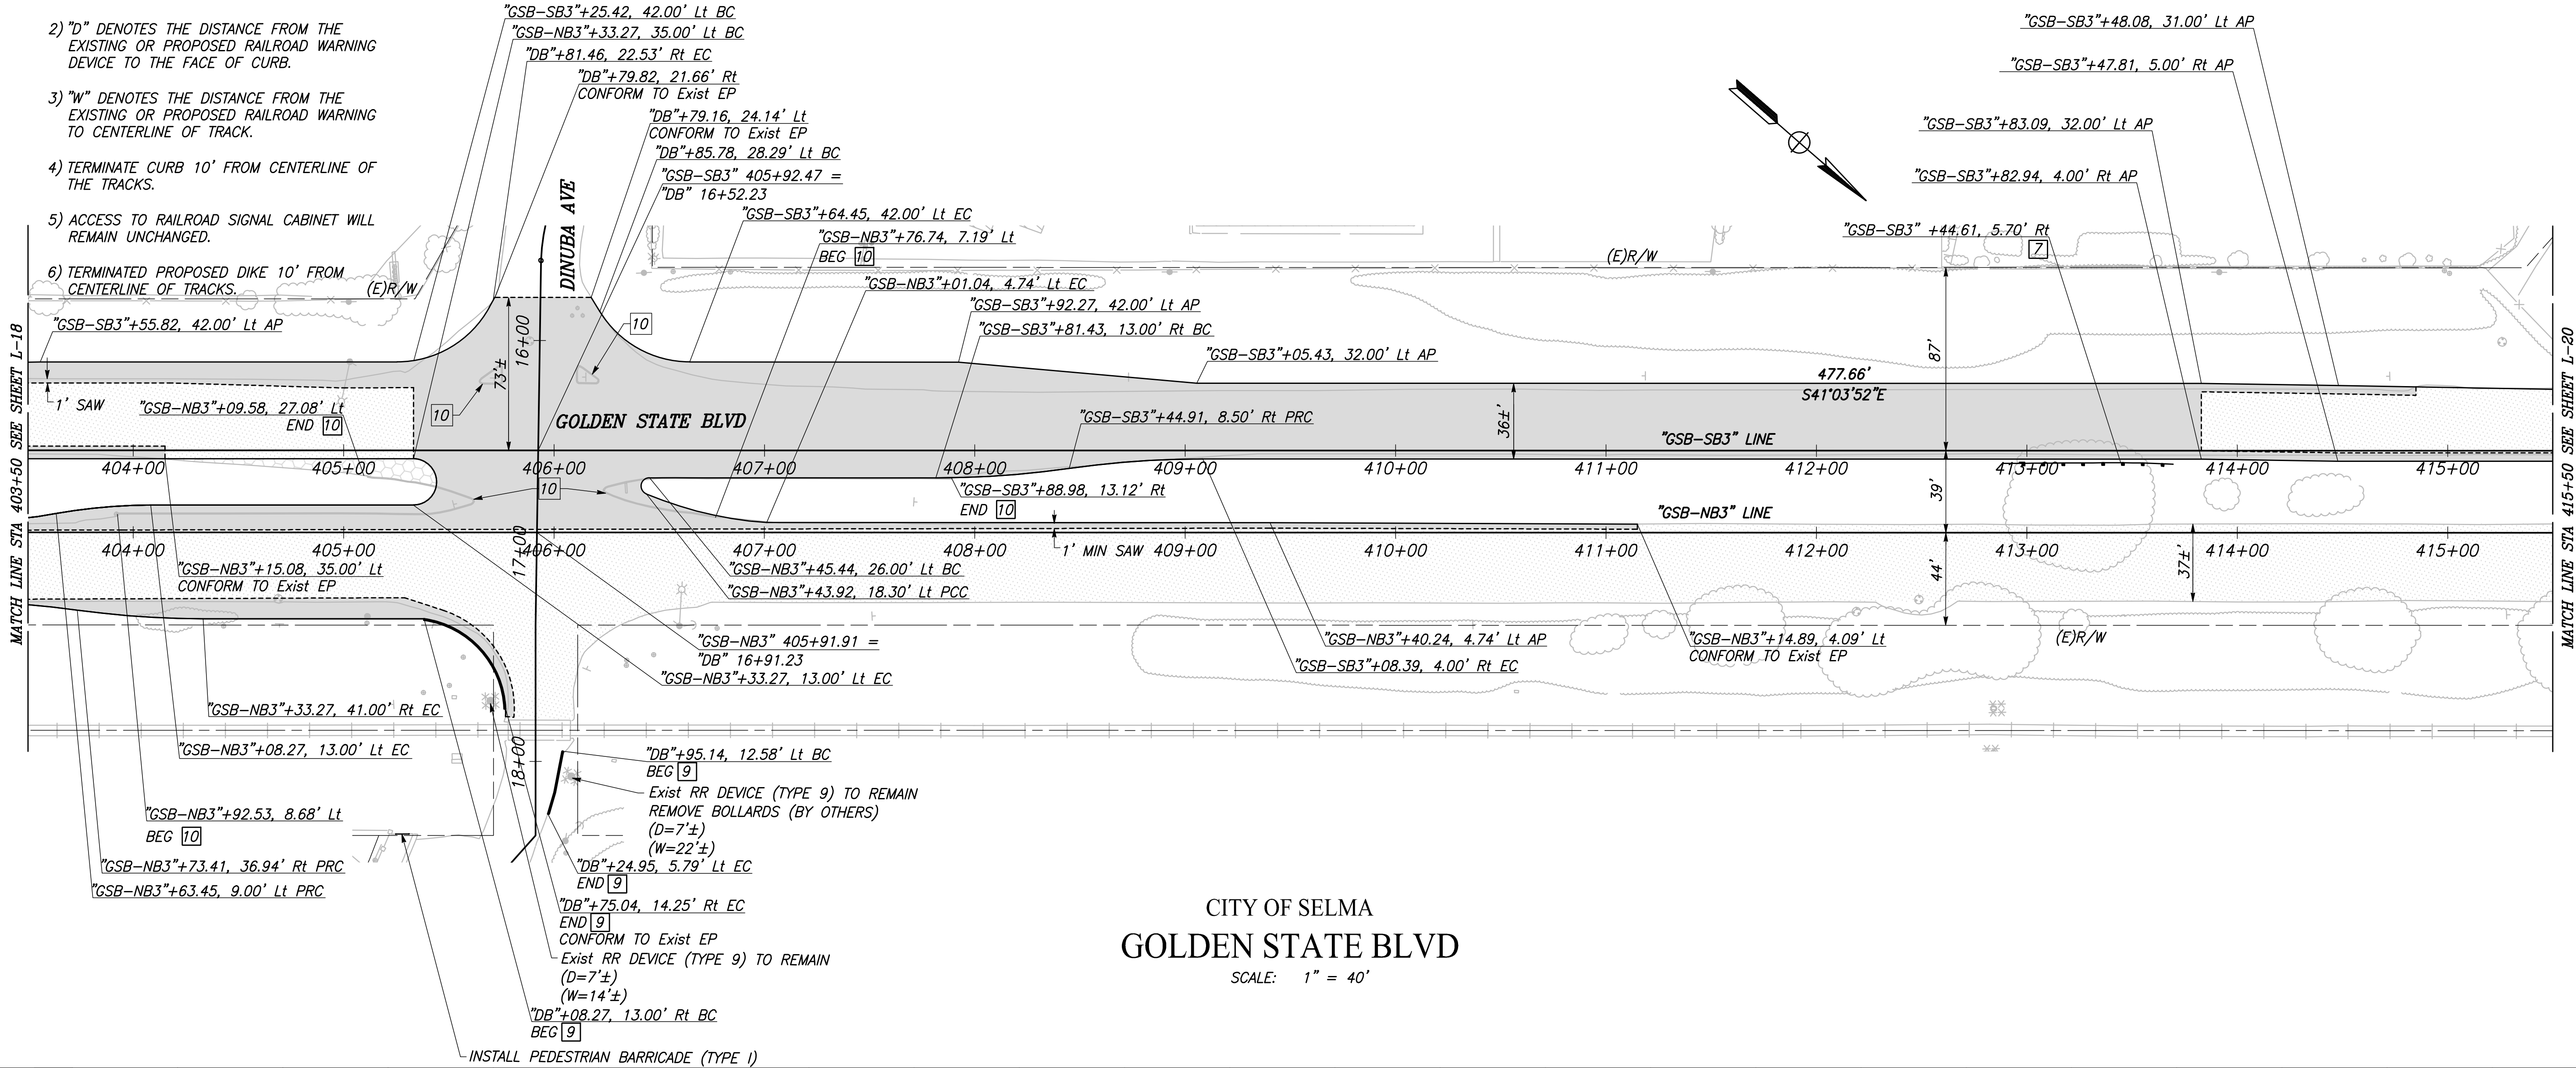 2) "D" DENOTES THE DISTANCE FROM THE
EXISTING OR PROPOSED RAILROAD WARNING
DEVICE TO THE FACE OF CURB.
3) "W" DENOTES THE DISTANCE FROM THE
EXISTING OR PROPOSED RAILROAD WARNING
TO CENTERLINE OF TRACK.
4) TERMINATE CURB 10' FROM CENTERLINE OF
THE TRACKS.
5) ACCESS TO RAILROAD SIGNAL CABINET WILL
REMAIN UNCHANGED.
6) TERMINATED PROPOSED DIKE 10' FROM
CENTERLINE OF TRACKS.
(E)R/W
"GSB-SB3"+25.42, 42.00' Lt BC
"GSB-NB3"+33.27, 35.00' Lt BC
"DB"+81.46, 22.53' Rt EC
"DB"+79.82, 21.66' Rt
CONFORM TO Exist EP
"DB"+79.16, 24.14' Lt
CONFORM TO Exist EP
"DB"+85.78, 28.29' Lt BC
"GSB-SB3" 405+92.47 =
"DB" 16+52.23
"GSB-SB3"+64.45, 42.00' Lt EC
"GSB-NB3"+76.74, 7.19' Lt
BEG 10
"GSB-NB3"+01.04, 4.74' Lt EC
"GSB-SB3"+92.27, 42.00' Lt AP
"GSB-SB3"+81.43, 13.00' Rt BC
"GSB-SB3"+05.43, 32.00' Lt AP
"GSB-SB3"+44.91, 8.50' Rt PRC
"GSB-SB3"+48.08, 31.00' Lt AP
"GSB-SB3"+47.81, 5.00' Rt AP
"GSB-SB3"+83.09, 32.00' Lt AP
"GSB-SB3"+82.94, 4.00' Rt AP
"GSB-SB3" +44.61, 5.70' Rt
7
(E)R/W
DINUBA AVE
16+00
73'±
10
10
10
10
"GSB-SB3"+55.82, 42.00' Lt AP
1' SAW
"GSB-NB3"+09.58, 27.08' Lt
END 10
GOLDEN STATE BLVD
36±'
87'
477.66'
S41°03'52"E
"GSB-SB3" LINE
MATCH LINE STA 403+50 SEE SHEET L-18
MATCH LINE STA 415+50 SEE SHEET L-20
404+00
405+00
406+00
407+00
408+00
409+00
410+00
411+00
412+00
413+00
414+00
415+00
"GSB-SB3"+88.98, 13.12' Rt
END 10
39'
"GSB-NB3" LINE
404+00
405+00
406+00
407+00
408+00
1' MIN SAW
409+00
410+00
411+00
412+00
413+00
414+00
415+00
17+00
44'
37±'
"GSB-NB3"+15.08, 35.00' Lt
CONFORM TO Exist EP
"GSB-NB3"+45.44, 26.00' Lt BC
"GSB-NB3"+43.92, 18.30' Lt PCC
"GSB-NB3" 405+91.91 =
"DB" 16+91.23
"GSB-NB3"+33.27, 13.00' Lt EC
"GSB-NB3"+40.24, 4.74' Lt AP
"GSB-SB3"+08.39, 4.00' Rt EC
"GSB-NB3"+14.89, 4.09' Lt
CONFORM TO Exist EP
(E)R/W
"GSB-NB3"+33.27, 41.00' Rt EC
"GSB-NB3"+08.27, 13.00' Lt EC
18+00
"DB"+95.14, 12.58' Lt BC
BEG 9
Exist RR DEVICE (TYPE 9) TO REMAIN
REMOVE BOLLARDS (BY OTHERS)
(D=7'±)
(W=22'±)
"GSB-NB3"+92.53, 8.68' Lt
BEG 10
"GSB-NB3"+73.41, 36.94' Rt PRC
"GSB-NB3"+63.45, 9.00' Lt PRC
"DB"+24.95, 5.79' Lt EC
END 9
"DB"+75.04, 14.25' Rt EC
END 9
CONFORM TO Exist EP
Exist RR DEVICE (TYPE 9) TO REMAIN
(D=7'±)
(W=14'±)
"DB"+08.27, 13.00' Rt BC
BEG 9
INSTALL PEDESTRIAN BARRICADE (TYPE I)
CITY OF SELMA
GOLDEN STATE BLVD
SCALE: 1" = 40'